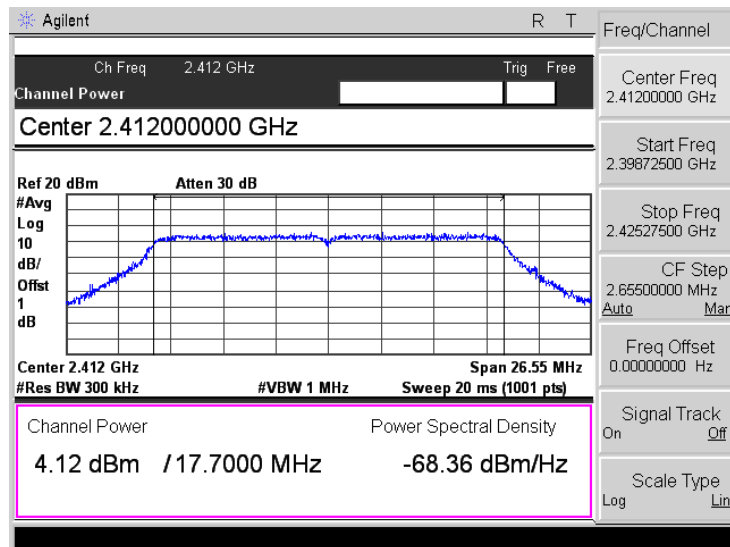 Agilent R T
Ch Freq 2.412 GHz Trig Free
Channel Power
Center 2.412000000 GHz
Ref 20 dBm Atten 30 dB
#Avg
Log
10
dB/
Offst
1
dB
Center 2.412 GHz Span 26.55 MHz
#Res BW 300 kHz #VBW 1 MHz Sweep 20 ms (1001 pts)
Channel Power Power Spectral Density
4.12 dBm /17.7000 MHz -68.36 dBm/Hz
Freq/Channel
Center Freq
2.41200000 GHz
Start Freq
2.39872500 GHz
Stop Freq
2.42527500 GHz
CF Step
2.65500000 MHz
Auto Man
Freq Offset
0.00000000 Hz
Signal Track
On Off
Scale Type
Log Lin